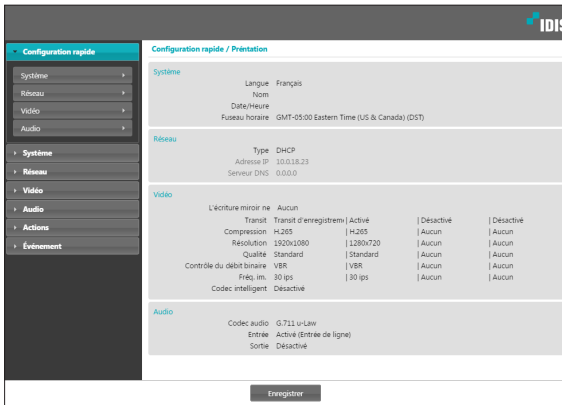 IDIS
Configuration rapide
Système
Réseau
Vidéo
Audio
Système
Réseau
Vidéo
Audio
Actions
Événement
Configuration rapide / Préntation
Système
Langue Français
Nom
Date/Heure
Fuseau horaire GMT-05:00 Eastern Time (US & Canada) (DST)
Réseau
Type DHCP
Adresse IP 10.0.18.23
Serveur DNS 0.0.0.0
Vidéo
L'écriture miroir ne Aucun
Transit Transit d'enregistrem | Activé | Désactivé | Désactivé
Compression H.265 | H.265 | Aucun | Aucun
Résolution 1920x1080 | 1280x720 | Aucun | Aucun
Qualité Standard | Standard | Aucun | Aucun
Contrôle du débit binaire VBR | VBR | Aucun | Aucun
Fréq. im. 30 ips | 30 ips | Aucun | Aucun
Codec intelligent Désactivé
Audio
Codec audio G.711 u-Law
Entrée Activé (Entrée de ligne)
Sortie Désactivé
Enregistrer